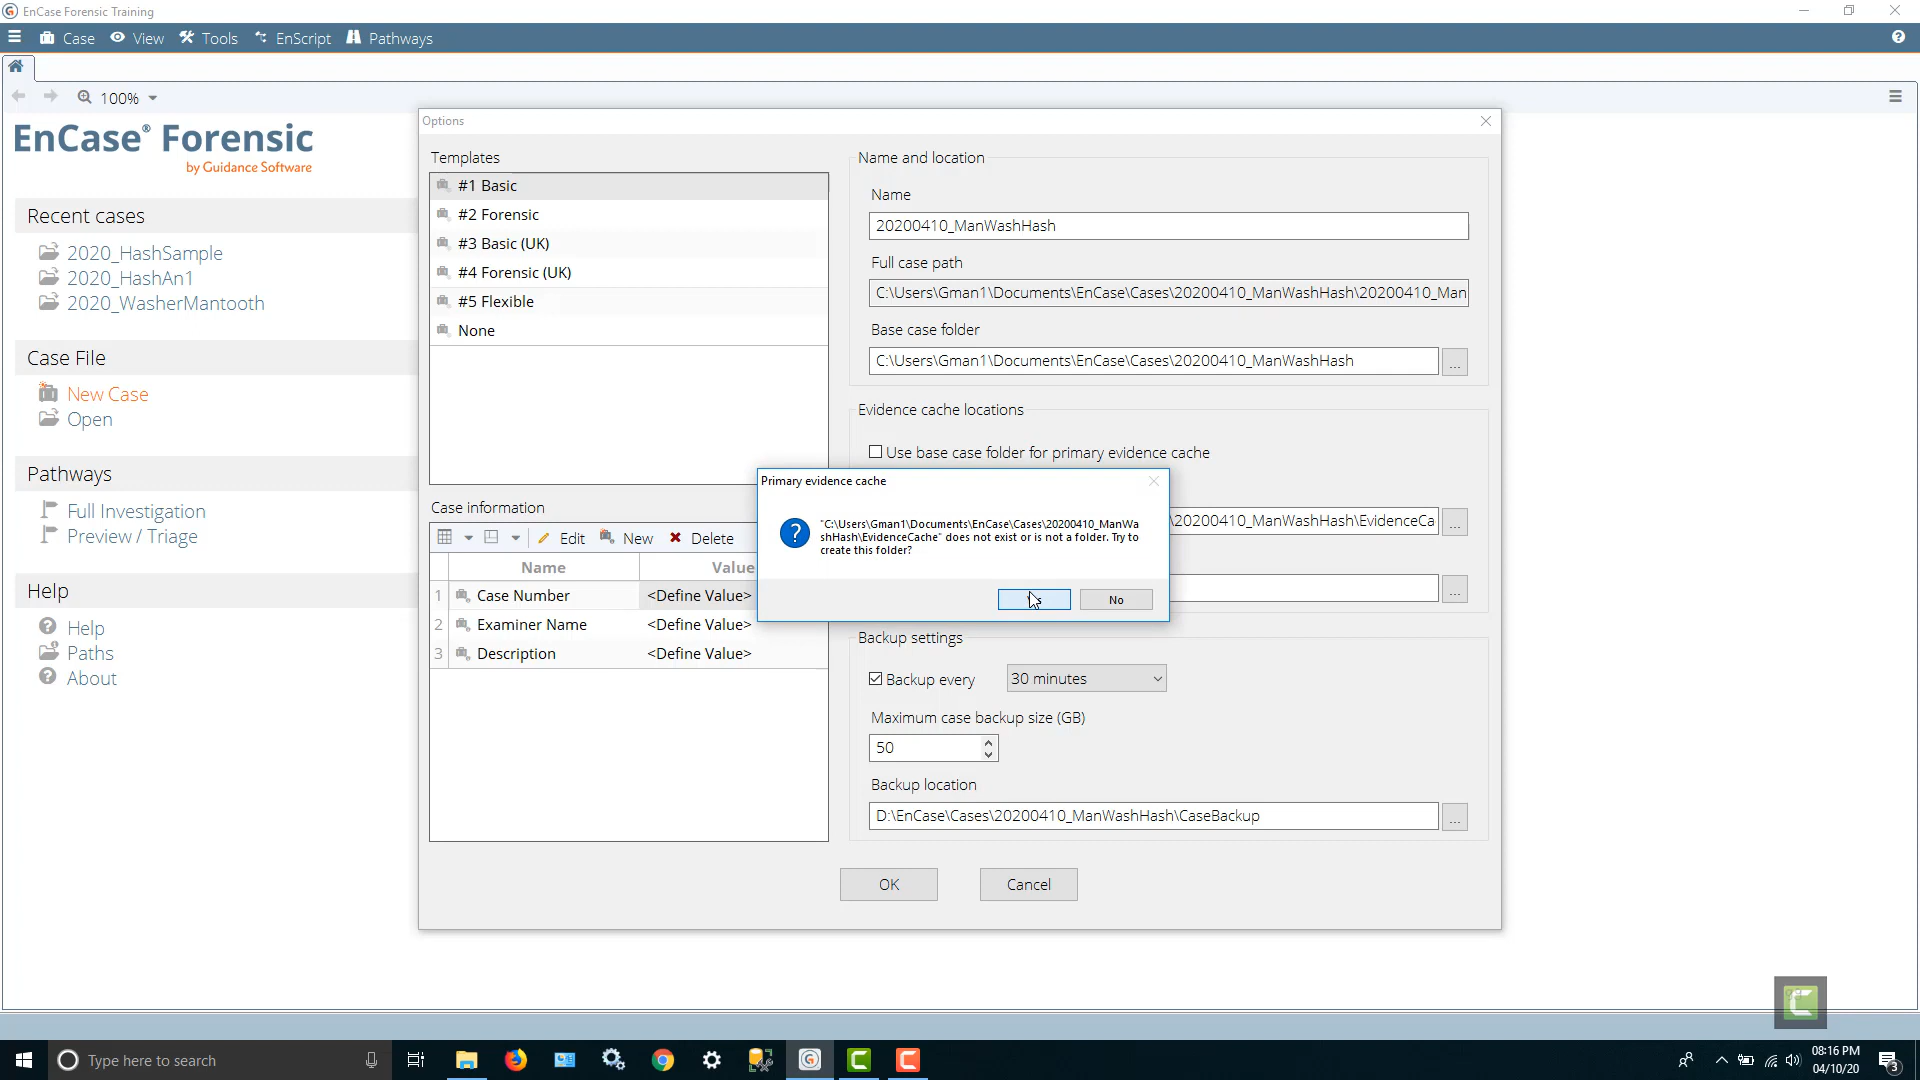 EnCase Forensic Training
Case View Tools EnScript Pathways
100%
EnCase® Forensic
by Guidance Software
Recent cases
2020_HashSample
2020_HashAn1
2020_WasherMantooth
Case File
New Case
Open
Pathways
Full Investigation
Preview / Triage
Help
Help
Paths
About
Options
Templates
#1 Basic
#2 Forensic
#3 Basic (UK)
#4 Forensic (UK)
#5 Flexible
None
Case information
Edit New Delete
Name Value
1 Case Number <Define Value>
2 Examiner Name <Define Value>
3 Description <Define Value>
Name and location
Name
20200410_ManWashHash
Full case path
C:\Users\Gman1\Documents\EnCase\Cases\20200410_ManWashHash\20200410_Man
Base case folder
C:\Users\Gman1\Documents\EnCase\Cases\20200410_ManWashHash
...
Evidence cache locations
Use base case folder for primary evidence cache
\20200410_ManWashHash\EvidenceCa
...
...
Primary evidence cache
"C:\Users\Gman1\Documents\EnCase\Cases\20200410_ManWa
shHash\EvidenceCache" does not exist or is not a folder. Try to
create this folder?
No
Backup settings
Backup every 30 minutes
Maximum case backup size (GB)
50
Backup location
D:\EnCase\Cases\20200410_ManWashHash\CaseBackup
...
OK Cancel
Type here to search
08:16 PM
04/10/20
3